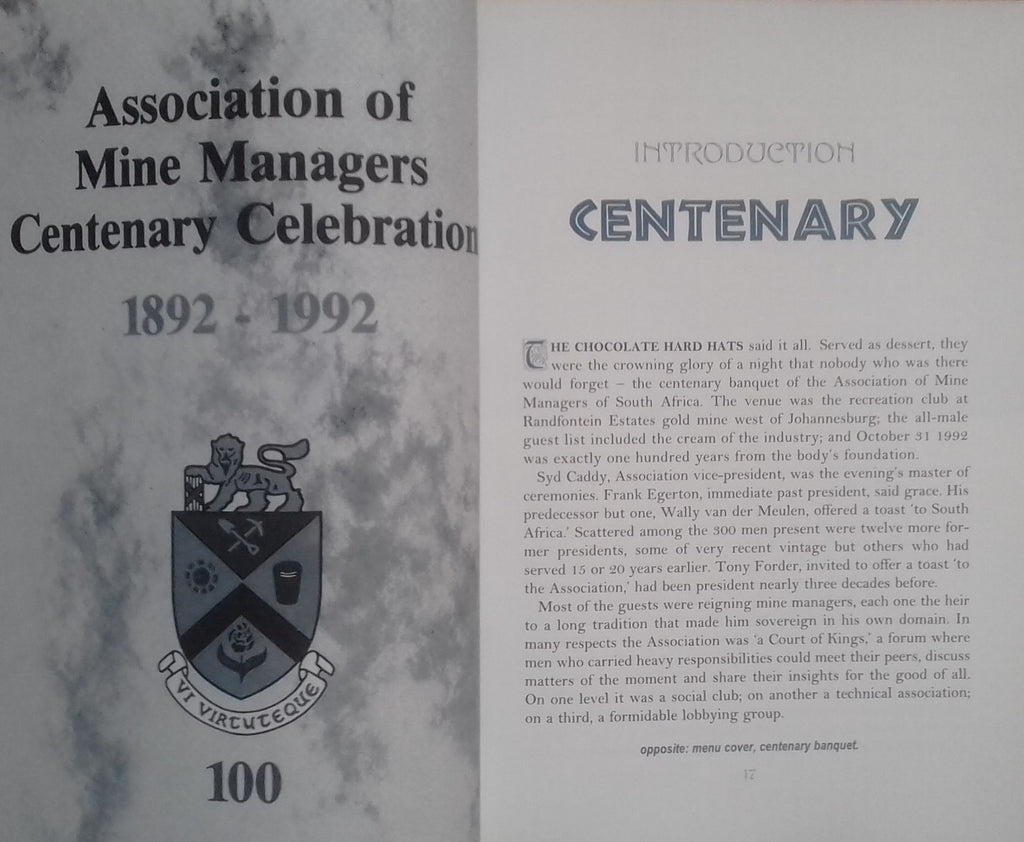 Association of
Mine Managers
Centenary Celebration
1892 - 1992
VI VIRTUTEQUE
100
INTRODUCTION
CENTENARY
THE CHOCOLATE HARD HATS said it all. Served as dessert, they
were the crowning glory of a night that nobody who was there
would forget – the centenary banquet of the Association of Mine
Managers of South Africa. The venue was the recreation club at
Randfontein Estates gold mine west of Johannesburg; the all-male
guest list included the cream of the industry; and October 31 1992
was exactly one hundred years from the body's foundation.
Syd Caddy, Association vice-president, was the evening's master of
ceremonies. Frank Egerton, immediate past president, said grace. His
predecessor but one, Wally van der Meulen, offered a toast 'to South
Africa.' Scattered among the 300 men present were twelve more for-
mer presidents, some of very recent vintage but others who had
served 15 or 20 years earlier. Tony Forder, invited to offer a toast 'to
the Association,' had been president nearly three decades before.
Most of the guests were reigning mine managers, each one the heir
to a long tradition that made him sovereign in his own domain. In
many respects the Association was 'a Court of Kings,' a forum where
men who carried heavy responsibilities could meet their peers, discuss
matters of the moment and share their insights for the good of all.
On one level it was a social club; on another a technical association;
on a third, a formidable lobbying group.
opposite: menu cover, centenary banquet.